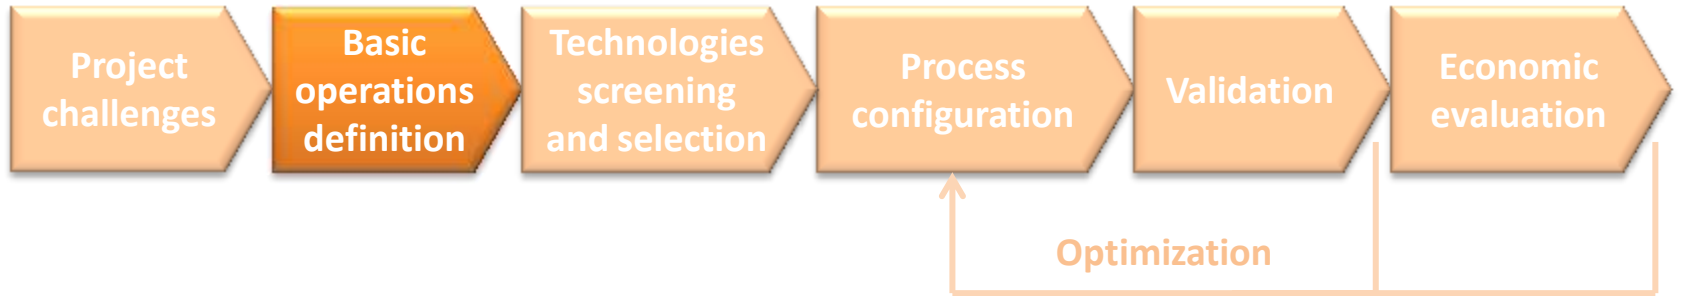 Project
challenges
Basic
operations
definition
Technologies
screening
and selection
Process
configuration
Validation
Economic
evaluation
Optimization